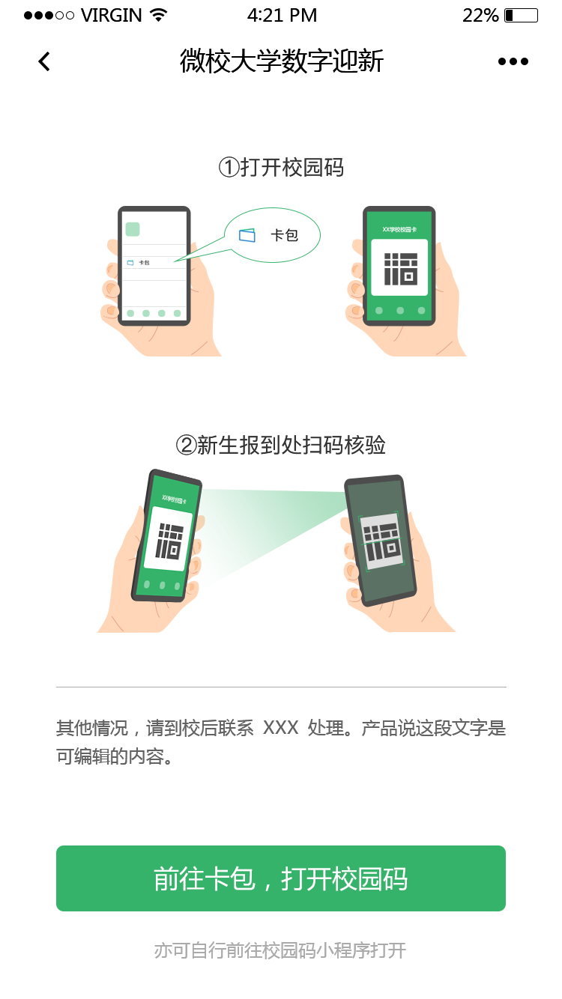 VIRGIN
4:21 PM
22%
微校大学数字迎新
①打开校园码
卡包
卡包
XX学校校园卡
②新生报到处扫码核验
XX学校校园卡
其他情况，请到校后联系 XXX 处理。产品说这段文字是
可编辑的内容。
前往卡包，打开校园码
亦可自行前往校园码小程序打开